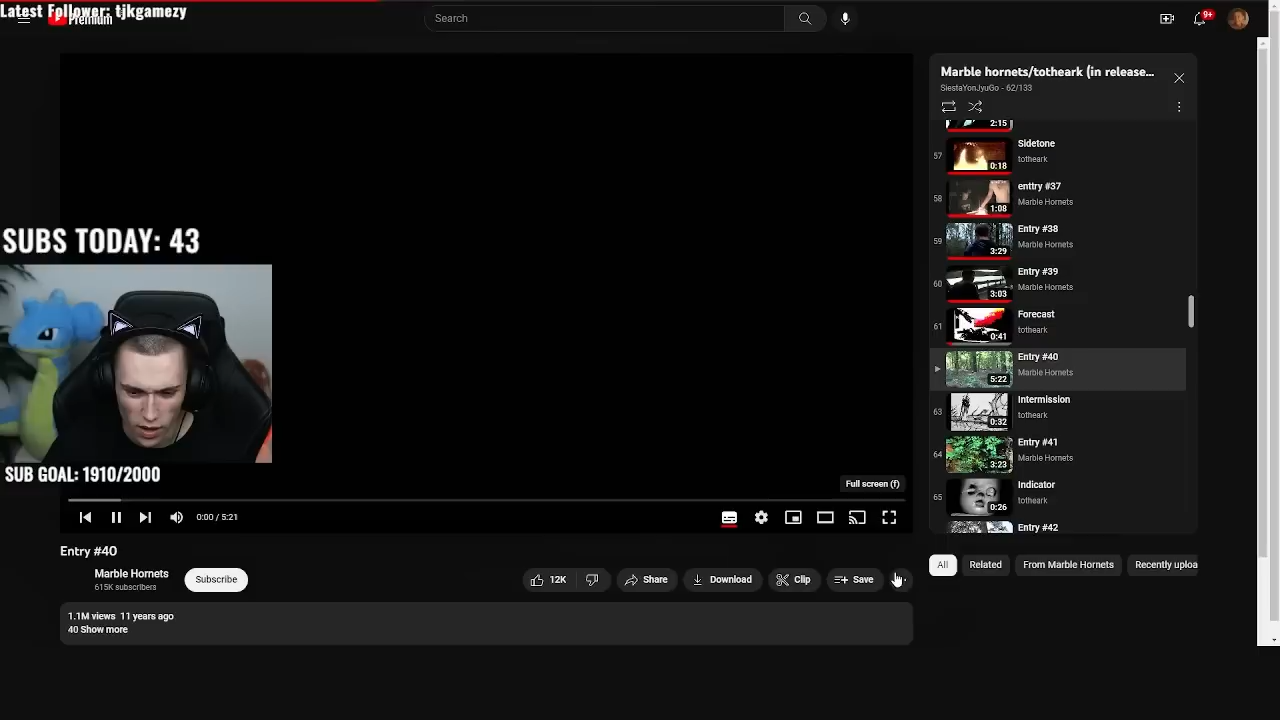 Latest Follower: tjkgamezy
Premium
Search
9+
Marble hornets/totheark (in release...
SiestaYonJyuGo - 62/133
2:15
57
Sidetone
totheark
0:18
58
enttry #37
Marble Hornets
1:08
59
Entry #38
Marble Hornets
3:29
60
Entry #39
Marble Hornets
3:03
61
Forecast
totheark
0:41
Entry #40
Marble Hornets
5:22
63
Intermission
totheark
0:32
64
Entry #41
Marble Hornets
3:23
65
Indicator
totheark
0:26
Entry #42
SUBS TODAY: 43
SUB GOAL: 1910/2000
Full screen (f)
0:00 / 5:21
Entry #40
Marble Hornets
615K subscribers
Subscribe
12K
Share
Download
Clip
Save
All
Related
From Marble Hornets
Recently uploa
1.1M views 11 years ago
40 Show more